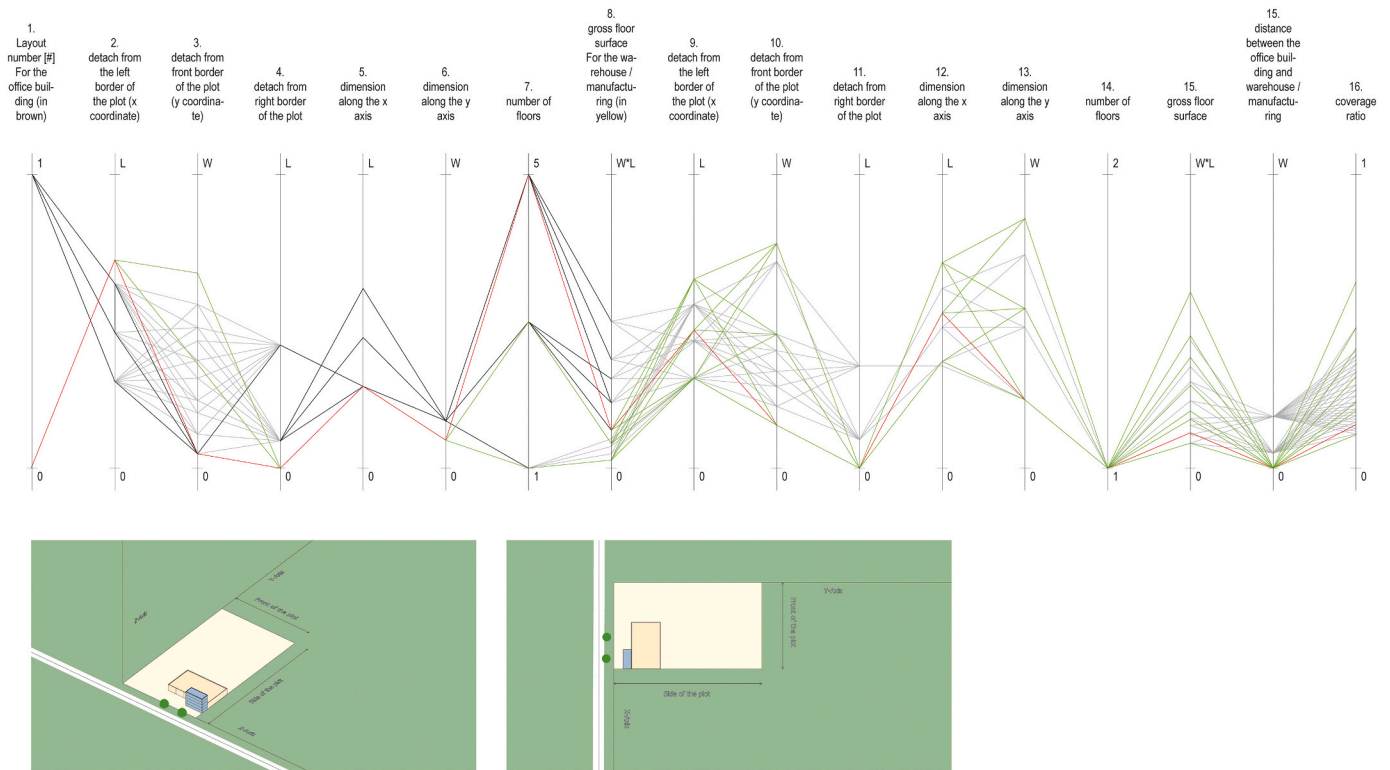 1.
Layout
number [#]
For the
office buil-
ding (in
brown)
2.
detach from
the left
border of
the plot (x
coordinate)
3.
detach from
front border
of the plot
(y coordina-
te)
4.
detach from
right border
of the plot
5.
dimension
along the x
axis
6.
dimension
along the y
axis
7.
number of
floors
8.
gross floor
surface
For the wa-
rehouse /
manufactu-
ring (in
yellow)
9.
detach from
the left
border of
the plot (x
coordinate)
10.
detach from
front border
of the plot
(y coordina-
te)
11.
detach from
right border
of the plot
12.
dimension
along the x
axis
13.
dimension
along the y
axis
14.
number of
floors
15.
gross floor
surface
15.
distance
between the
office buil-
ding and
warehouse /
manufactu-
ring
16.
coverage
ratio
1 L W L L W 5 W*L L W L L W 2 W*L W 1
0 0 0 0 0 0 1 0 0 0 0 0 0 1 0 0 0
Y-Axis
Front of the plot
Z-Axis
Side of the plot
X-Axis
Y-Axis
Front of the plot
Side of the plot
X-Axis